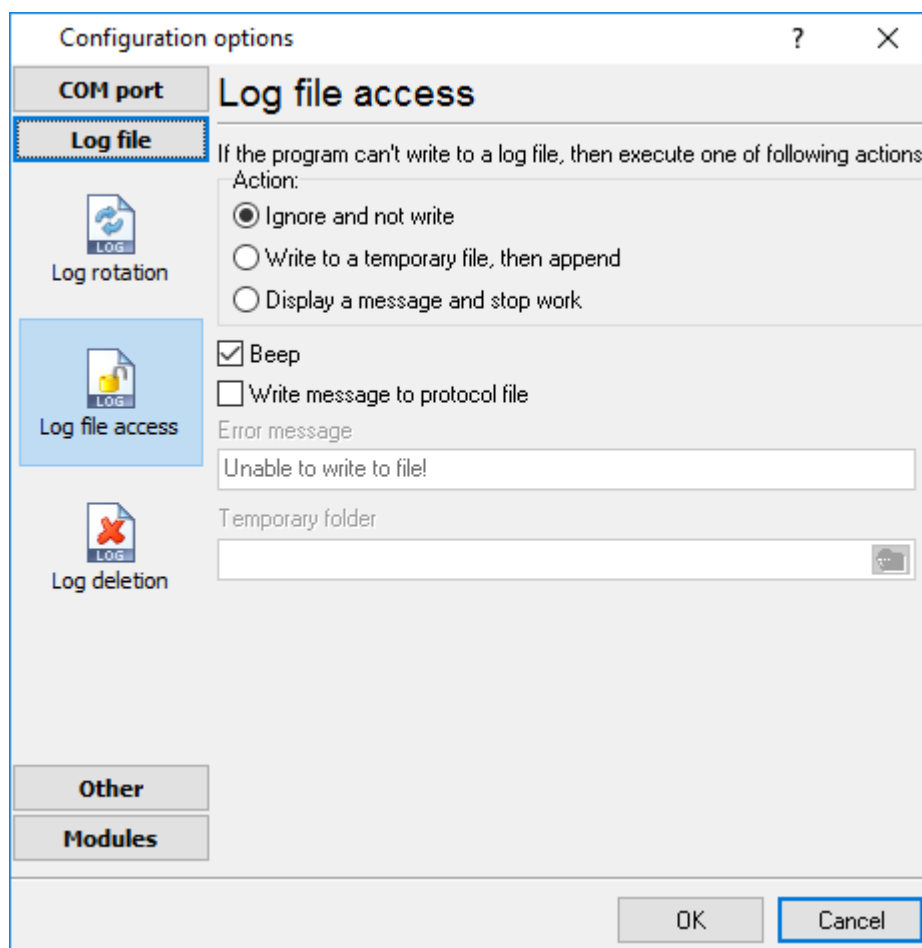 Configuration options
?
COM port
Log file
LOG
Log rotation
LOG
Log file access
LOG
Log deletion
Other
Modules
Log file access
If the program can't write to a log file, then execute one of following actions
Action:
Ignore and not write
Write to a temporary file, then append
Display a message and stop work
Beep
Write message to protocol file
Error message
Unable to write to file!
Temporary folder
OK
Cancel